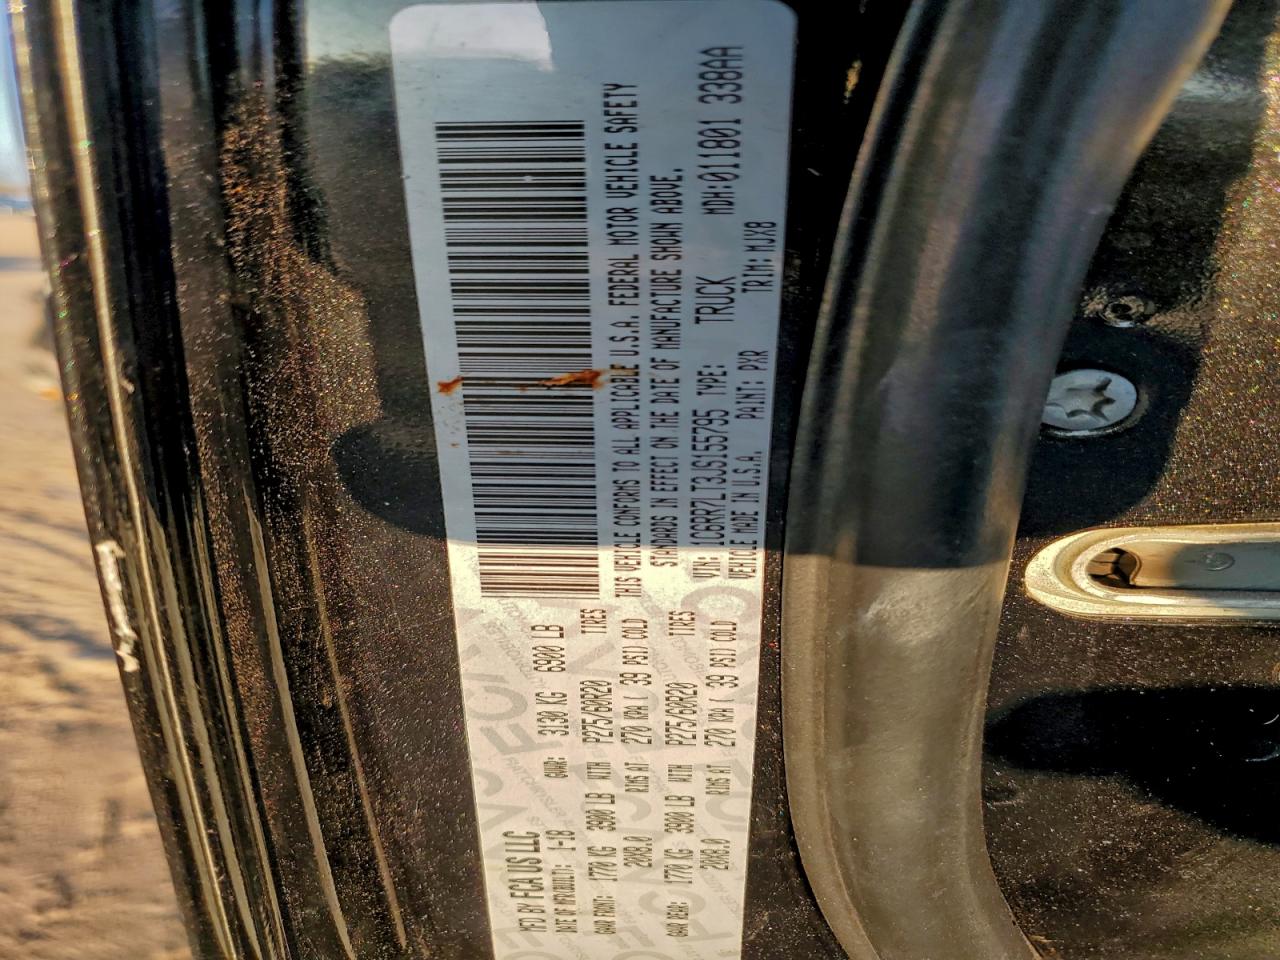 MFD BY FCA US LLC
DATE OF MFR/BUILT: 1-18 GVWR: 3130 KG 6900 LB
GAWR FRONT: 1770 KG 3900 LB WITH P275/60R20 TIRES
20X8.0 RIMS AT 270 KPA( 39 PSI) COLD
GAWR REAR: 1770 KG 3900 LB WITH P275/60R20 TIRES
20X8.0 RIMS AT 270 KPA( 39 PSI) COLD
THIS VEHICLE CONFORMS TO ALL APPLICABLE U.S.A. FEDERAL MOTOR VEHICLE SAFETY
STANDARDS IN EFFECT ON THE DATE OF MANUFACTURE SHOWN ABOVE.
VIN: 1C6RR7LT3JS155795 TYPE: TRUCK MDH:011801 338AA
VEHICLE MADE IN U.S.A. PAINT: PXR TRIM: MJX8